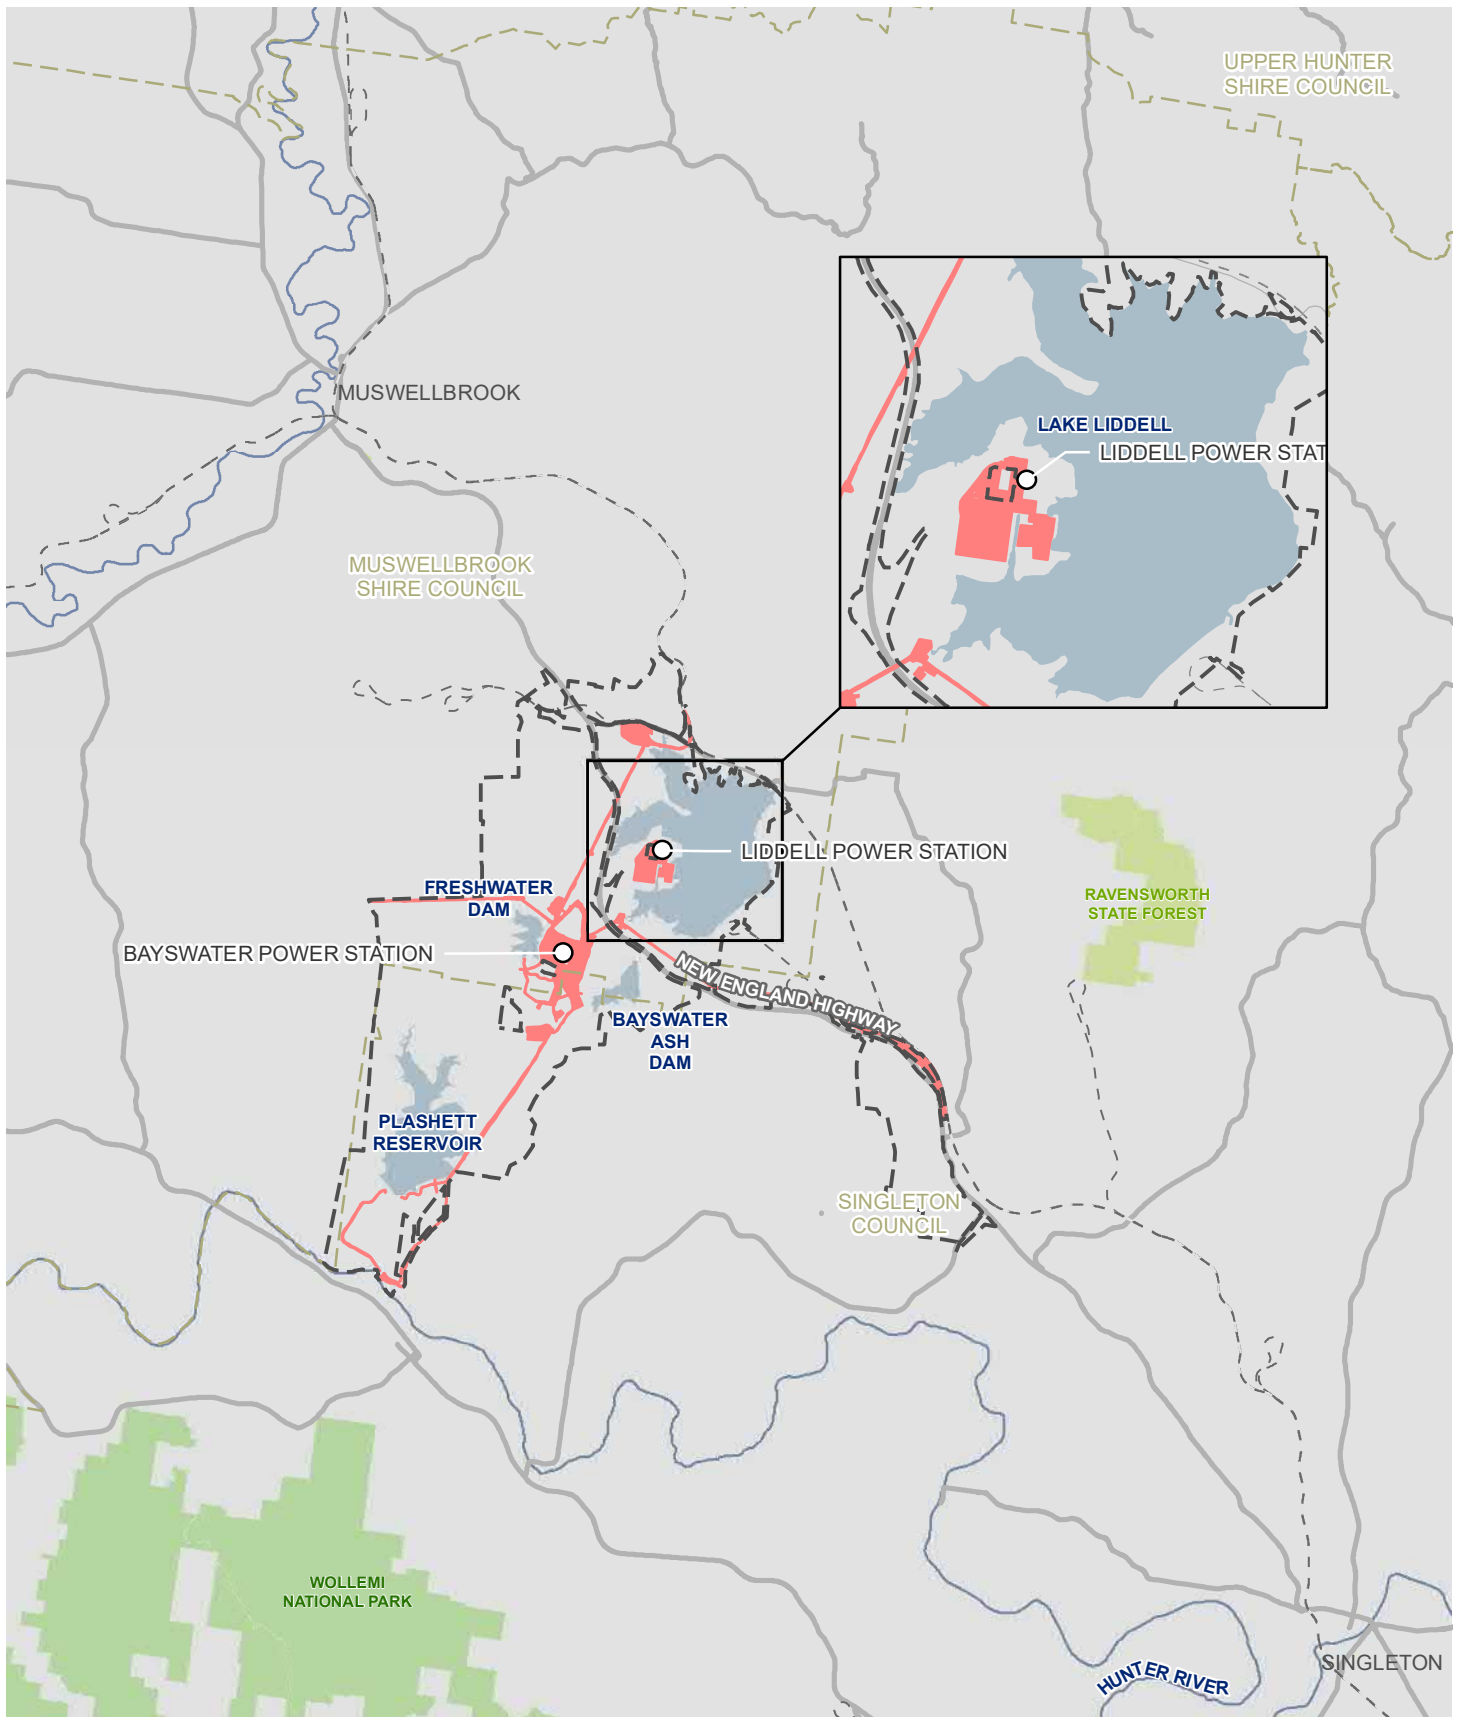 UPPER HUNTER
SHIRE COUNCIL
MUSWELLBROOK
LAKE LIDDELL
LIDDELL POWER STAT
MUSWELLBROOK
SHIRE COUNCIL
LIDDELL POWER STATION
FRESHWATER
DAM
RAVENSWORTH
STATE FOREST
BAYSWATER POWER STATION
NEW ENGLAND HIGHWAY
BAYSWATER
ASH
DAM
PLASHETT
RESERVOIR
SINGLETON
COUNCIL
WOLLEMI
NATIONAL PARK
SINGLETON
HUNTER RIVER